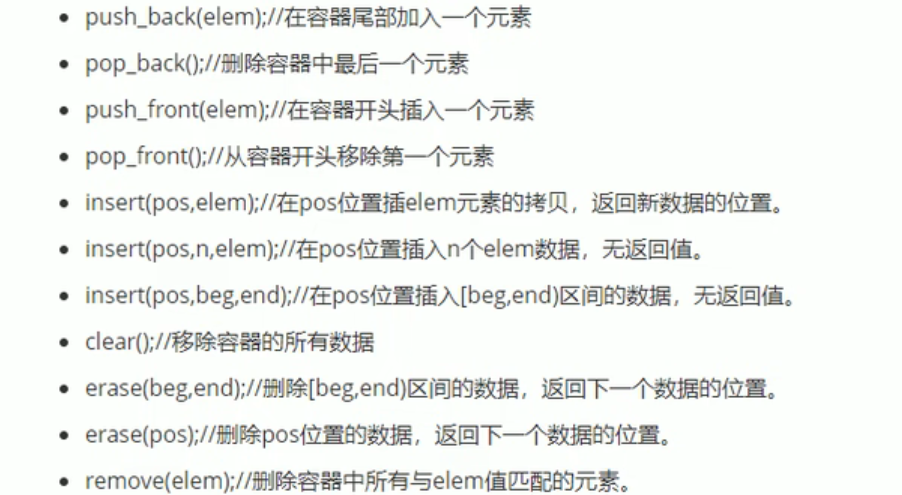 push_back(elem);//在容器尾部加入一个元素
pop_back();//删除容器中最后一个元素
push_front(elem);//在容器开头插入一个元素
pop_front();//从容器开头移除第一个元素
insert(pos,elem);//在pos位置插elem元素的拷贝，返回新数据的位置。
insert(pos,n,elem);//在pos位置插入n个elem数据，无返回值。
insert(pos,beg,end);//在pos位置插入[beg,end)区间的数据，无返回值。
clear();//移除容器的所有数据
erase(beg,end);//删除[beg,end)区间的数据，返回下一个数据的位置。
erase(pos);//删除pos位置的数据，返回下一个数据的位置。
remove(elem);//删除容器中所有与elem值匹配的元素。